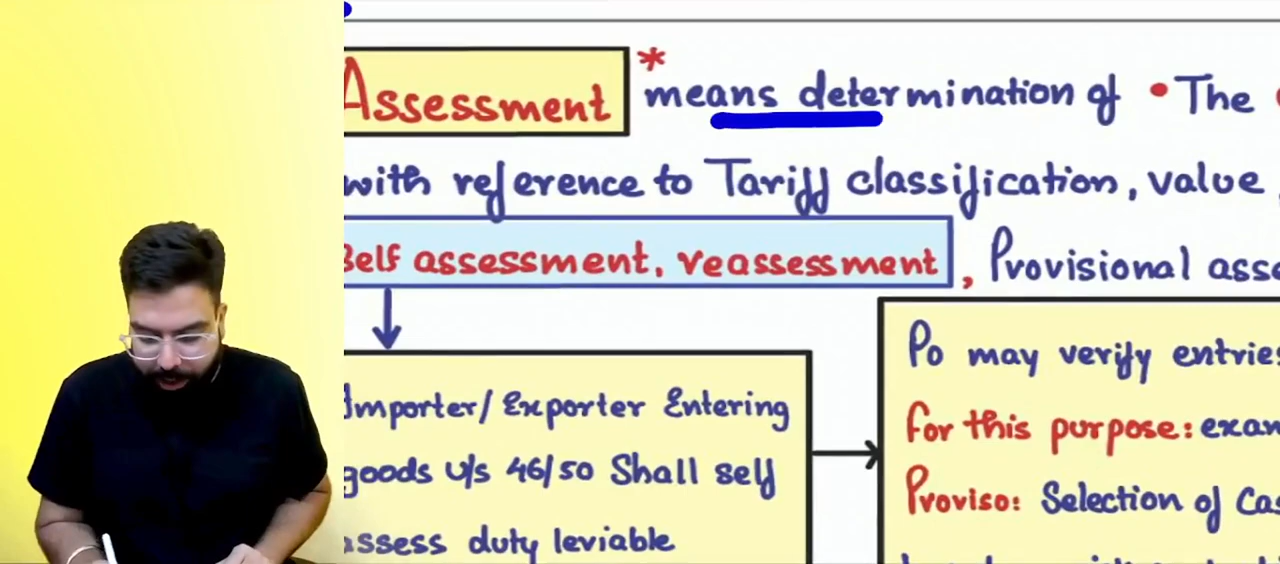 Assessment * means determination of • The
with reference to Tariff classification, value,
Self assessment, reassessment, Provisional asse
Importer/Exporter Entering
goods u/s 46/50 Shall self
assess duty leviable
Po may verify entries
For this purpose: exam
Proviso: Selection of Cas